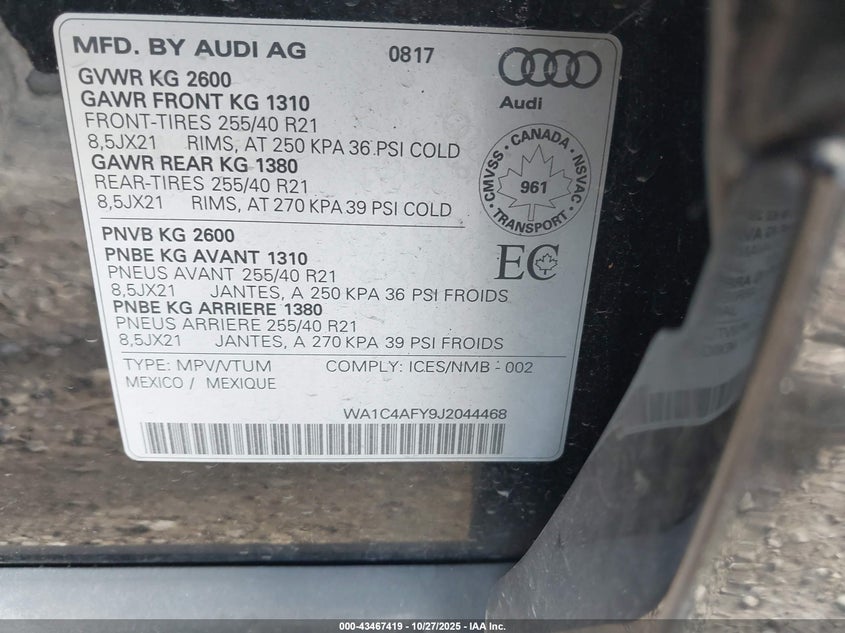 MFD. BY AUDI AG 0817
GVWR KG 2600
GAWR FRONT KG 1310
FRONT-TIRES 255/40 R21
8,5JX21 RIMS, AT 250 KPA 36 PSI COLD
GAWR REAR KG 1380
REAR-TIRES 255/40 R21
8,5JX21 RIMS, AT 270 KPA 39 PSI COLD
Audi
CMVSS · CANADA · NSVAC
961
· TRANSPORT ·
PNVB KG 2600
PNBE KG AVANT 1310
PNEUS AVANT 255/40 R21
8,5JX21 JANTES, A 250 KPA 36 PSI FROIDS
PNBE KG ARRIERE 1380
PNEUS ARRIERE 255/40 R21
8,5JX21 JANTES, A 270 KPA 39 PSI FROIDS
EC
TYPE: MPV/VTUM COMPLY: ICES/NMB - 002
MEXICO / MEXIQUE
WA1C4AFY9J2044468
000-43467419 - 10/27/2025 - IAA Inc.